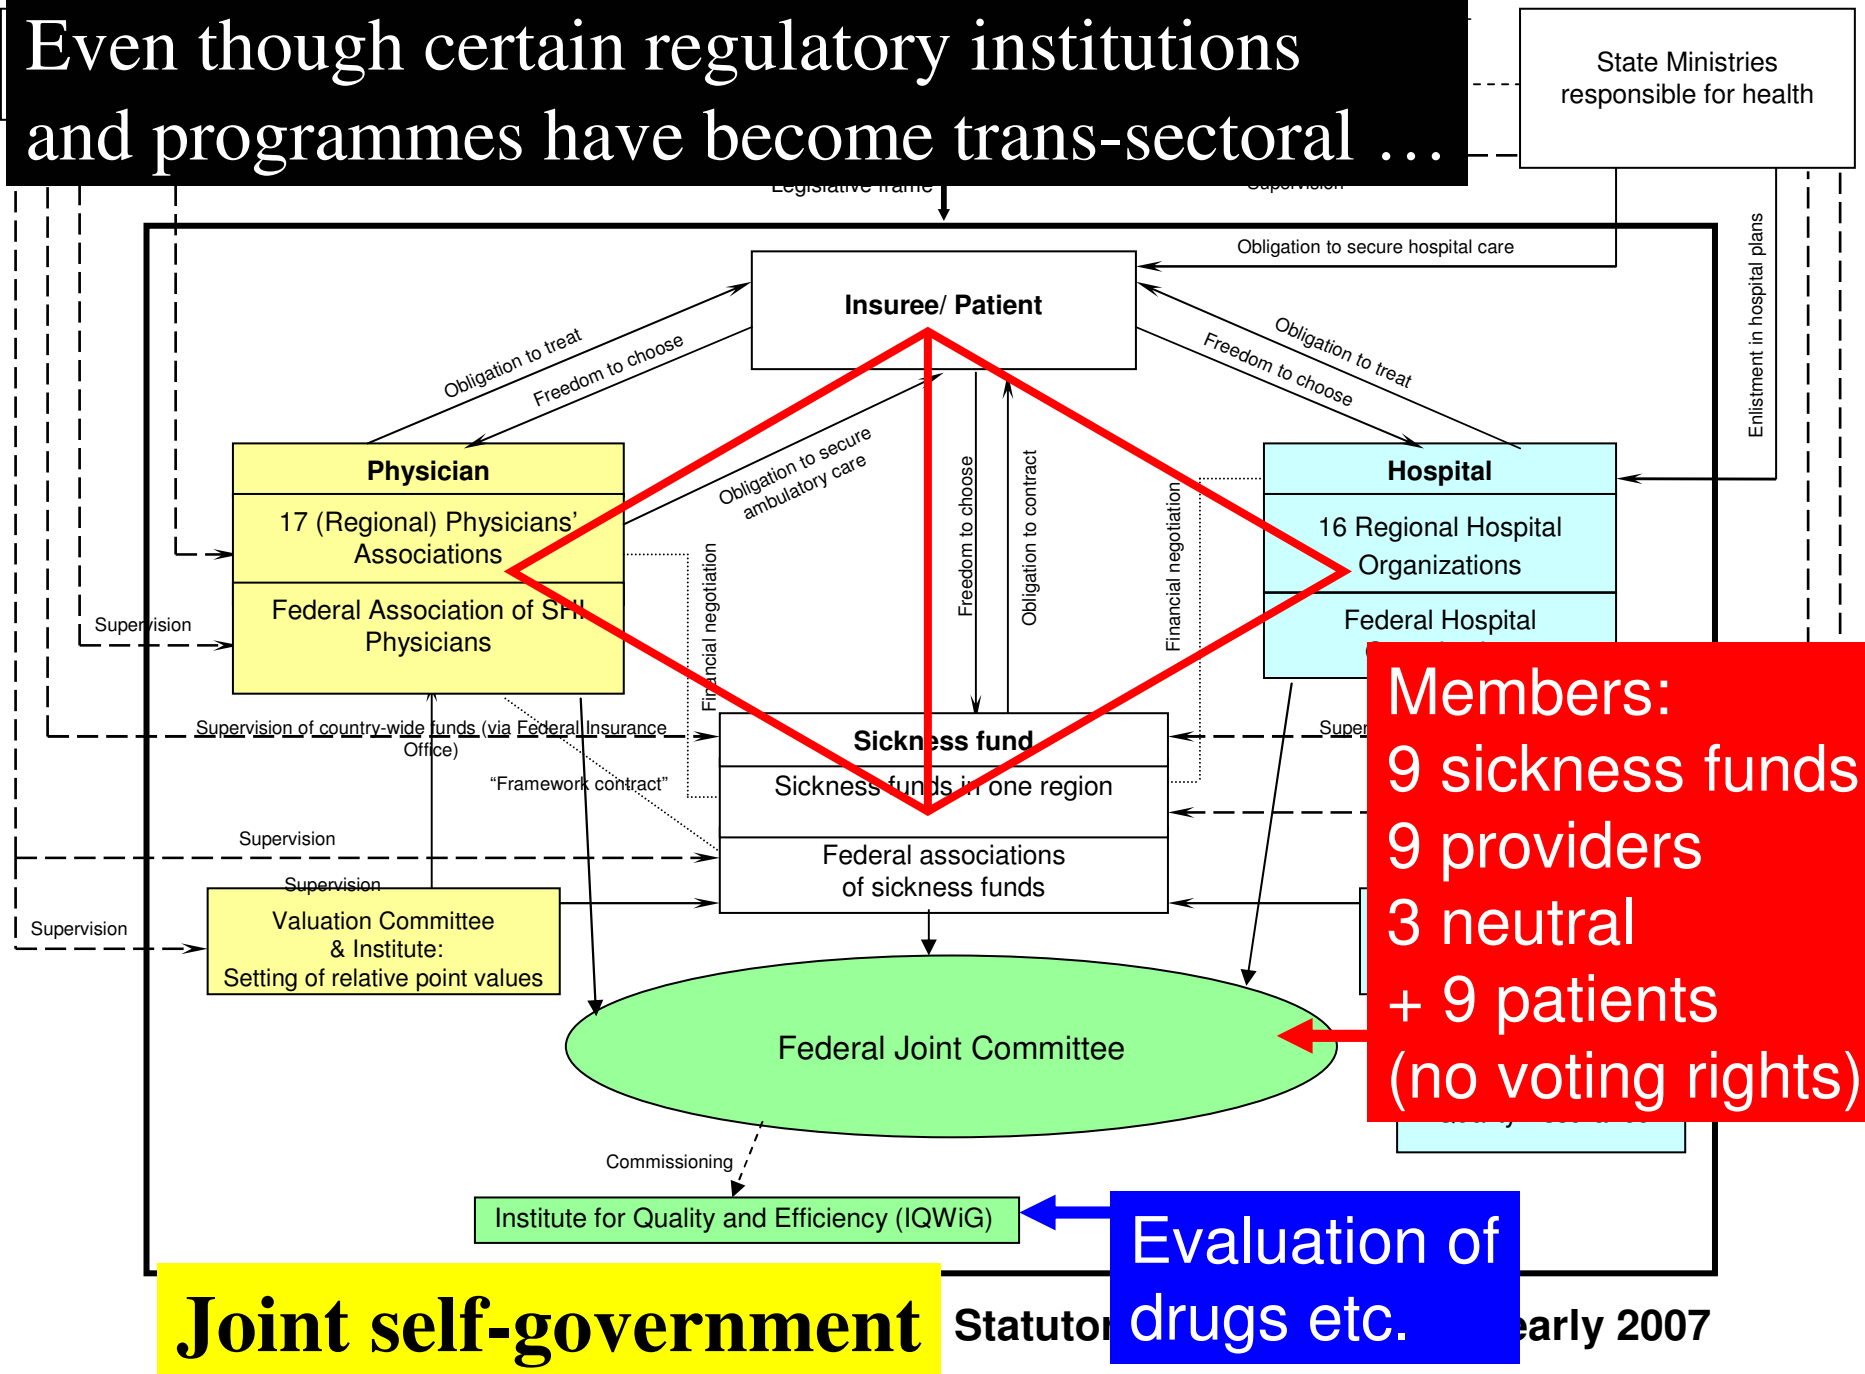 Even though certain regulatory institutions
and programmes have become trans-sectoral …
State Ministries
responsible for health
Legislative frame
Supervision
Obligation to secure hospital care
Enlistment in hospital plans
Insuree/ Patient
Obligation to treat
Freedom to choose
Obligation to treat
Freedom to choose
Obligation to secure
ambulatory care
Freedom to choose
Obligation to contract
Financial negotiation
Financial negotiation
Physician
17 (Regional) Physicians’
Associations
Federal Association of SHI
Physicians
Hospital
16 Regional Hospital
Organizations
Federal Hospital
Supervision
Supervision of country-wide funds (via Federal Insurance
Office)
“Framework contract”
Sickness fund
Sickness funds in one region
Federal associations
of sickness funds
Supervision
Supervision
Supervision
Valuation Committee
& Institute:
Setting of relative point values
Members:
9 sickness funds
9 providers
3 neutral
+ 9 patients
(no voting rights)
Federal Joint Committee
Commissioning
Institute for Quality and Efficiency (IQWiG)
Evaluation of
drugs etc.
Joint self-government
early 2007